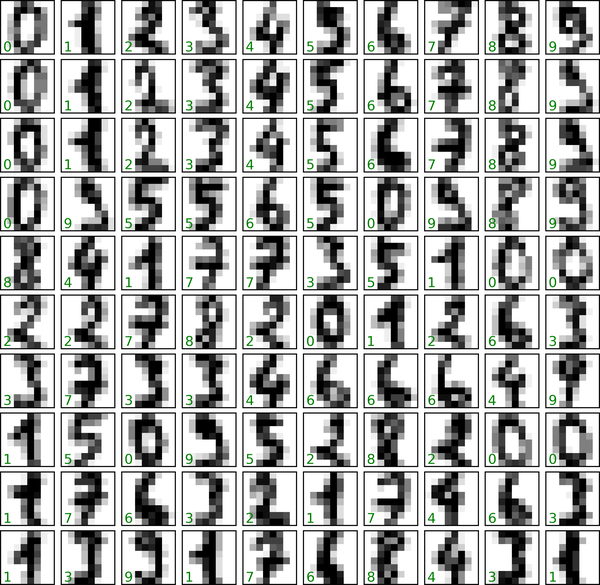 0 1 2 3 4 5 6 7 8 9
0 1 2 3 4 5 6 7 8 9
0 1 2 3 4 5 6 7 8 9
0 9 5 5 6 5 0 9 8 9
8 4 1 7 7 3 5 1 0 0
2 2 7 8 2 0 1 2 6 3
3 7 3 3 4 6 6 6 4 9
1 5 0 9 5 2 8 2 0 0
1 7 6 3 2 1 7 4 6 3
1 3 9 1 7 6 8 4 3 1